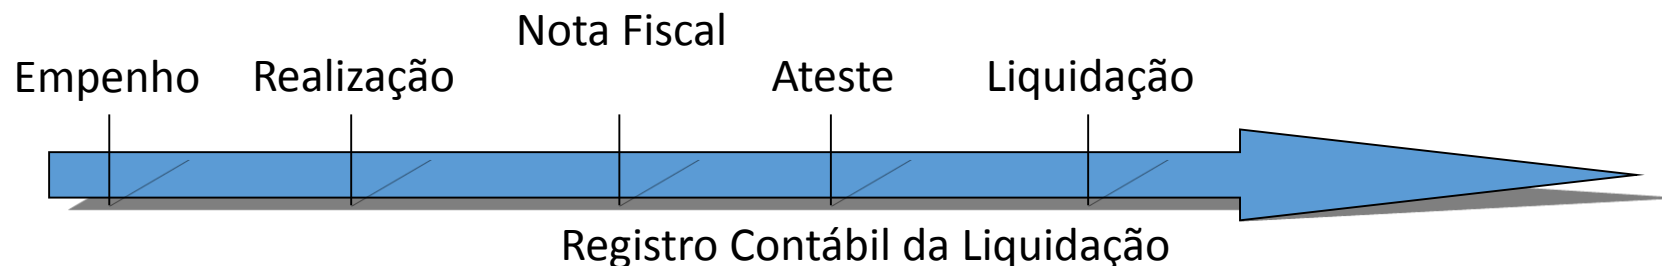 Nota Fiscal
Empenho Realização Ateste Liquidação
Registro Contábil da Liquidação